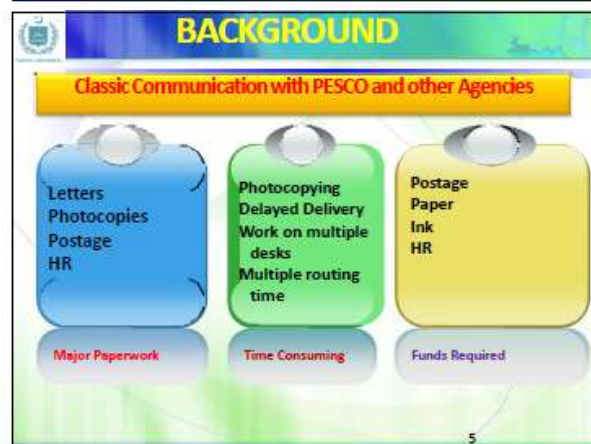 BACKGROUND
Classic Communication with PESCO and other Agencies
Letters
Photocopies
Postage
HR
Major Paperwork
Photocopying
Delayed Delivery
Work on multiple
desks
Multiple routing
time
Time Consuming
Postage
Paper
Ink
HR
Funds Required
5